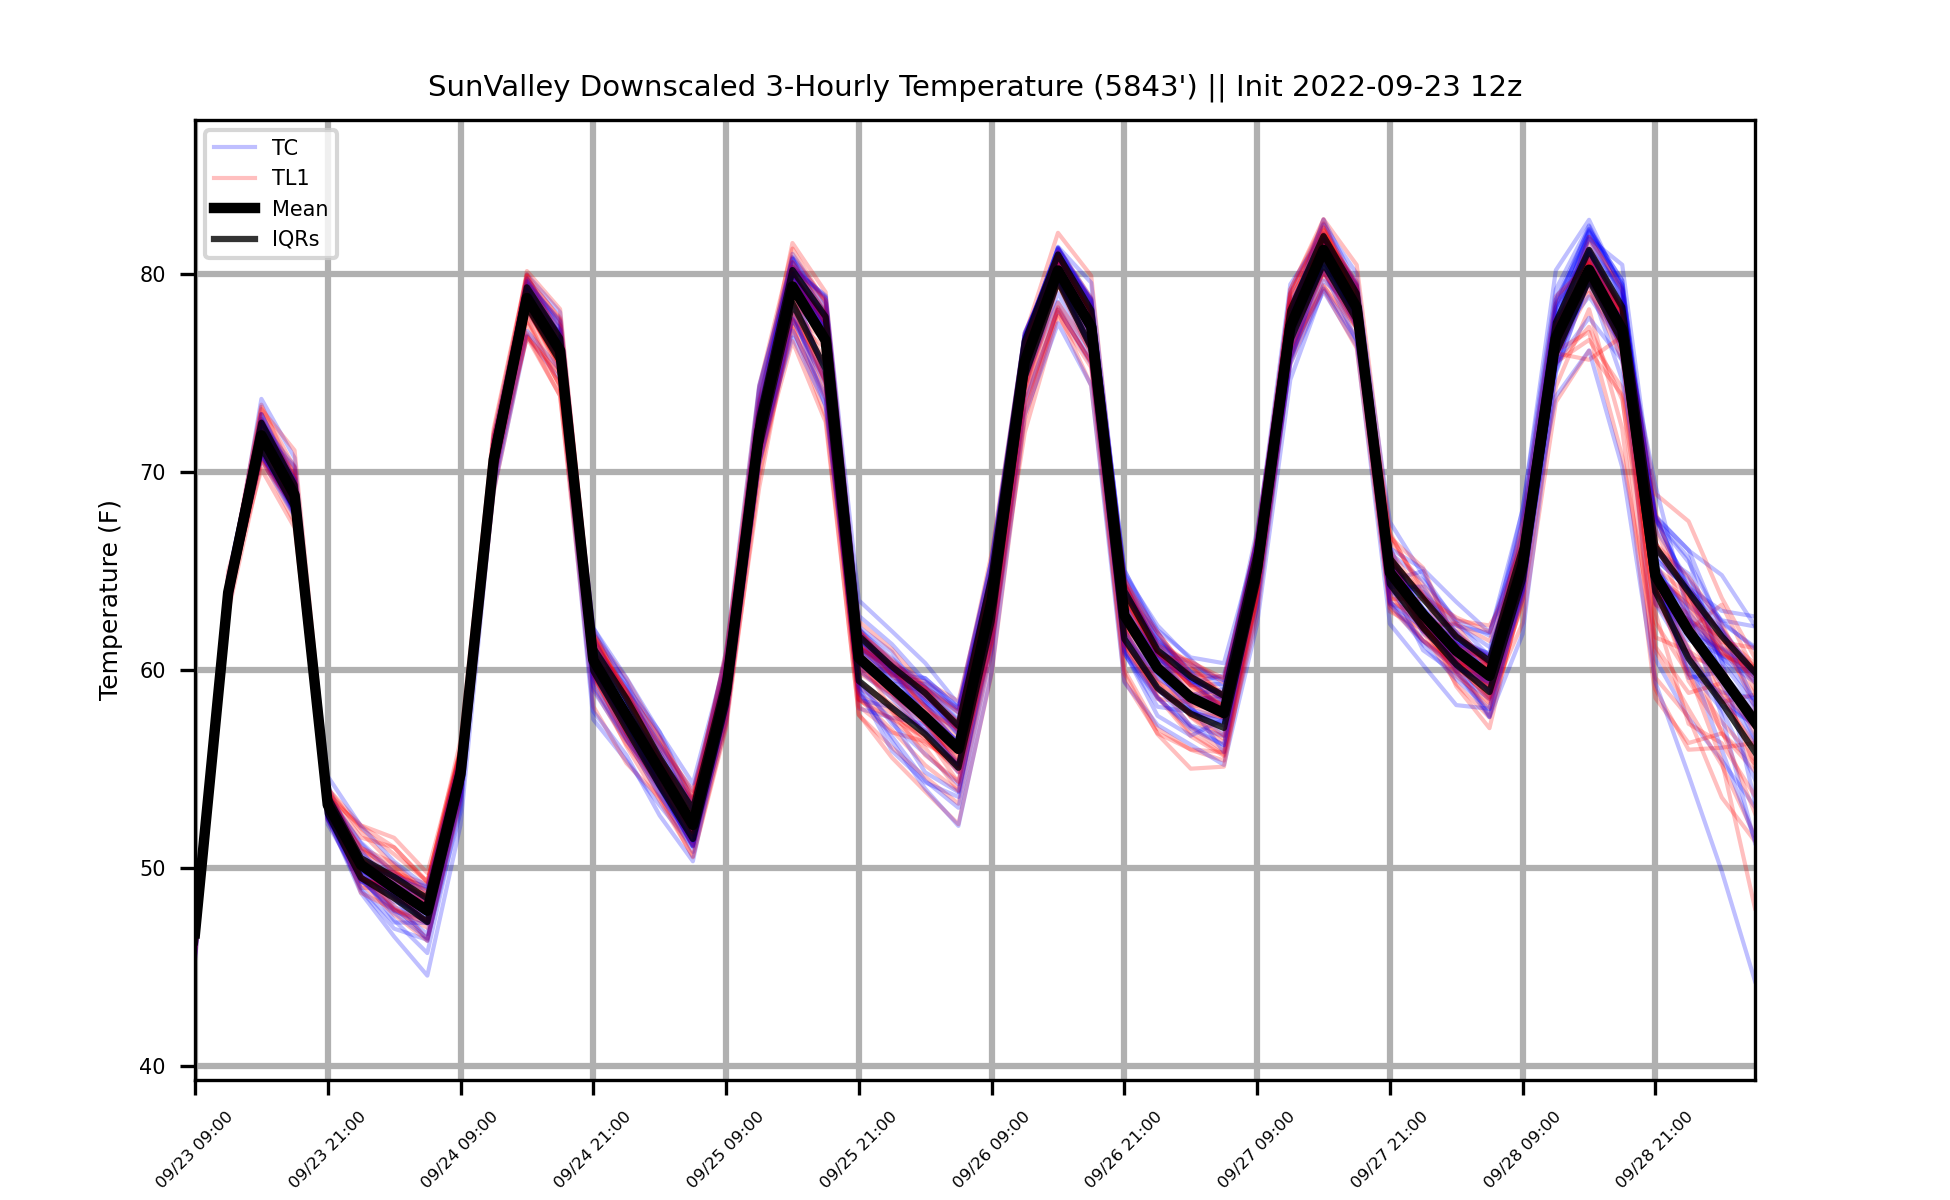 SunValley Downscaled 3-Hourly Temperature (5843') || Init 2022-09-23 12z
TC
TL1
Mean
IQRs
Temperature (F)
80
70
60
50
40
09/23 09:00
09/23 21:00
09/24 09:00
09/24 21:00
09/25 09:00
09/25 21:00
09/26 09:00
09/26 21:00
09/27 09:00
09/27 21:00
09/28 09:00
09/28 21:00